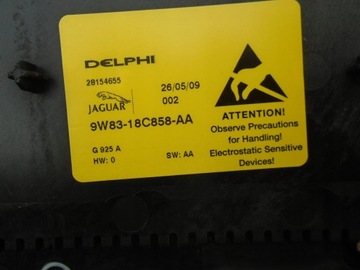 DELPHI
28154655
26/05/09
JAGUAR
002
9W83-18C858-AA
G 925 A
HW: 0
SW: AA
ATTENTION!
Observe Precautions
for Handling!
Electrostatic Sensitive
Devices!